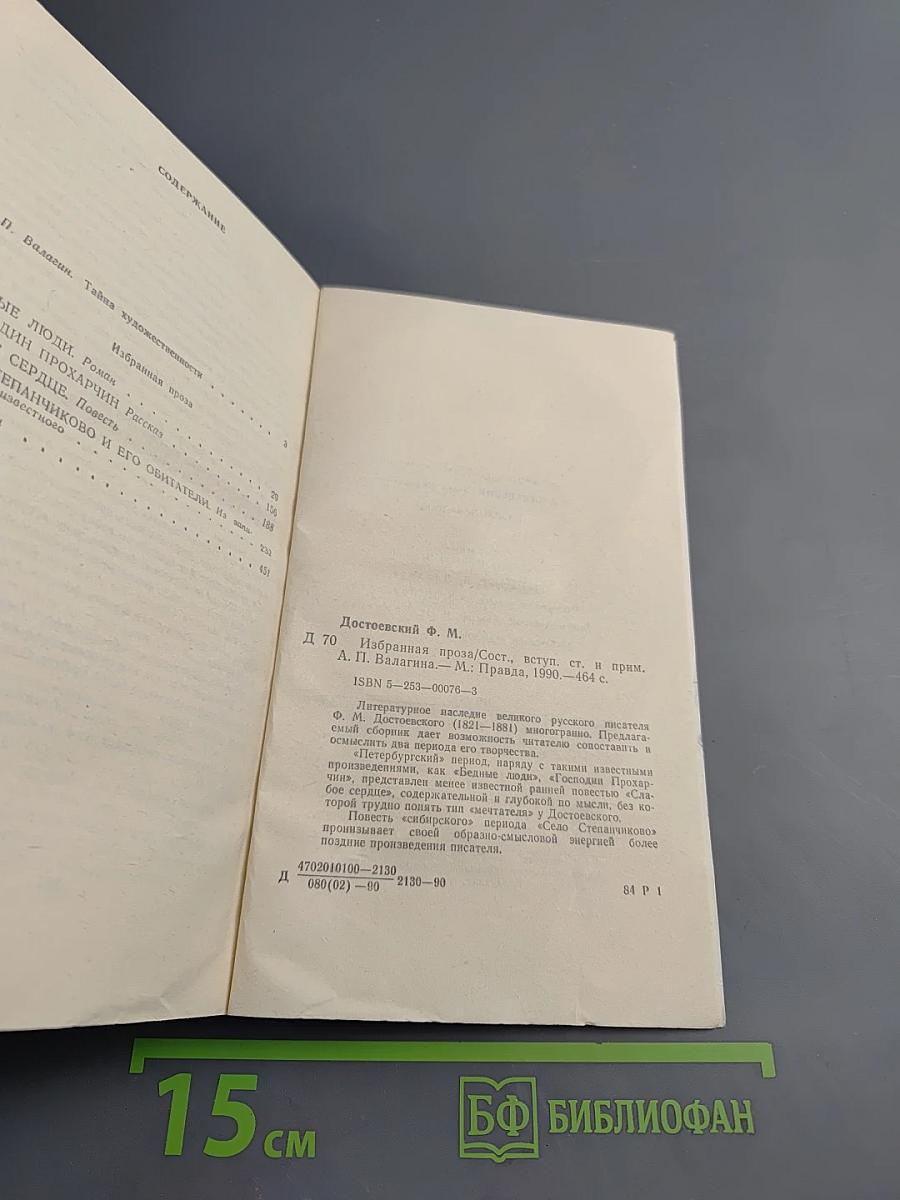 СОДЕРЖАНИЕ
П. Валагин. Тайна художественности . . . . 3
Избранная проза
ЫЕ ЛЮДИ. Роман . . . . 20
ДИН ПРОХАРЧИН Рассказ . . . . 156
СЕРДЦЕ. Повесть . . . . 188
ТЕПАНЧИКОВО И ЕГО ОБИТАТЕЛИ. Из запи-
известного . . . . 232
. . . . 451
Достоевский Ф. М.
Д 70 Избранная проза/Сост., вступ. ст. и прим.
А. П. Валагина.— М.: Правда, 1990.—464 с.
ISBN 5—253—00076—3
Литературное наследие великого русского писателя
Ф. М. Достоевского (1821—1881) многогранно. Предлага-
емый сборник дает возможность читателю сопоставить и
осмыслить два периода его творчества.
«Петербургский» период, наряду с такими известными
произведениями, как «Бедные люди», «Господин Прохар-
чин», представлен менее известной ранней повестью «Сла-
бое сердце», содержательной и глубокой по мысли, без ко-
торой трудно понять тип «мечтателя» у Достоевского.
Повесть «сибирского» периода «Село Степанчиково»
пронизывает своей образно-смысловой энергией более
поздние произведения писателя.
Д 4702010100—2130
080(02) —90 2130—90
84 Р 1
15 см
БФ БИБЛИОФАН